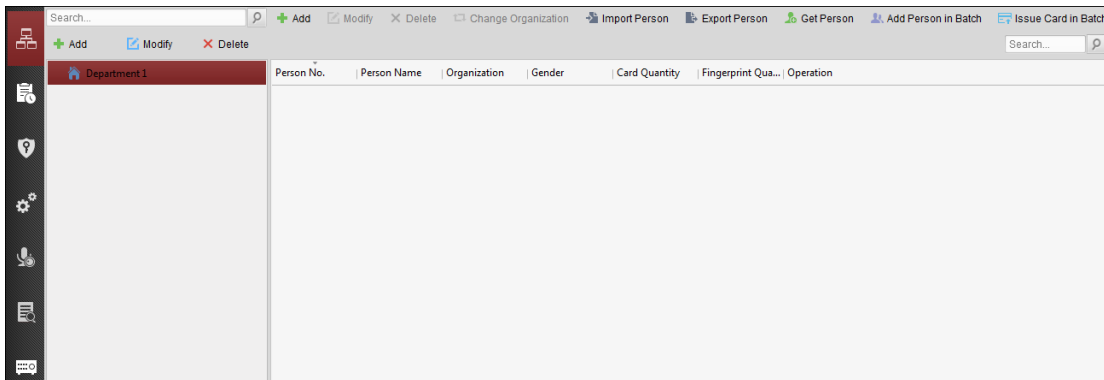 Search... Add Modify Delete Change Organization Import Person Export Person Get Person Add Person in Batch Issue Card in Batch
Add Modify Delete Search...
Department 1 Person No. Person Name Organization Gender Card Quantity Fingerprint Qua... Operation